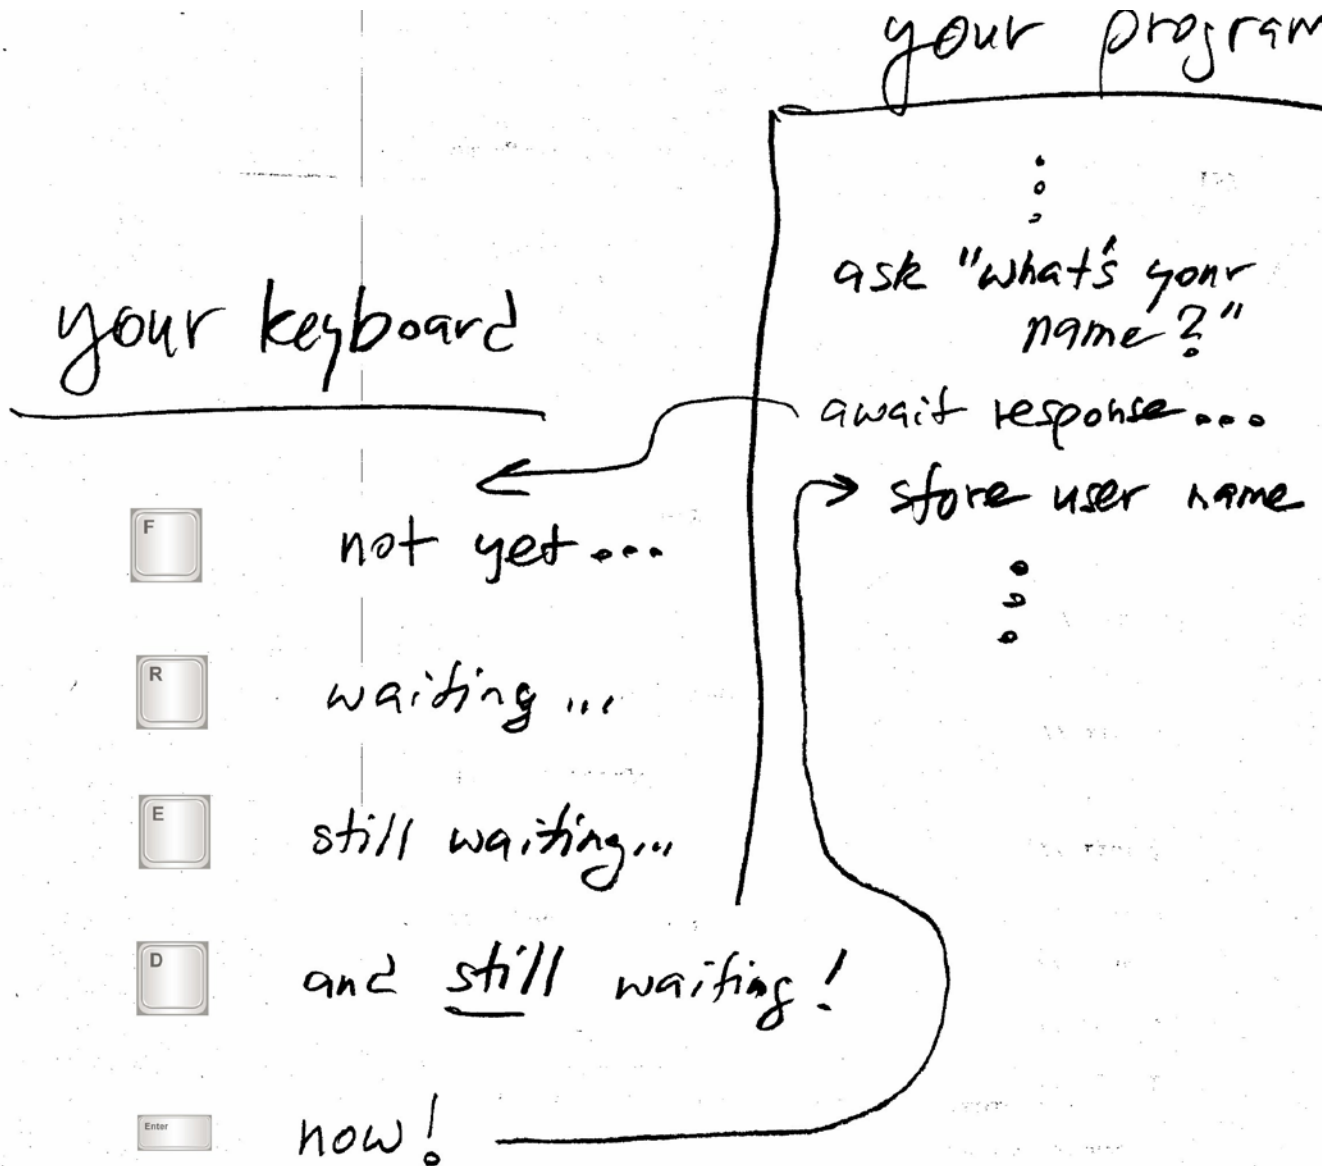 your program
ask "what's your
name?"
await response...
store user name
your keyboard
F not yet...
R waiting...
E still waiting...
D and still waiting!
Enter now!